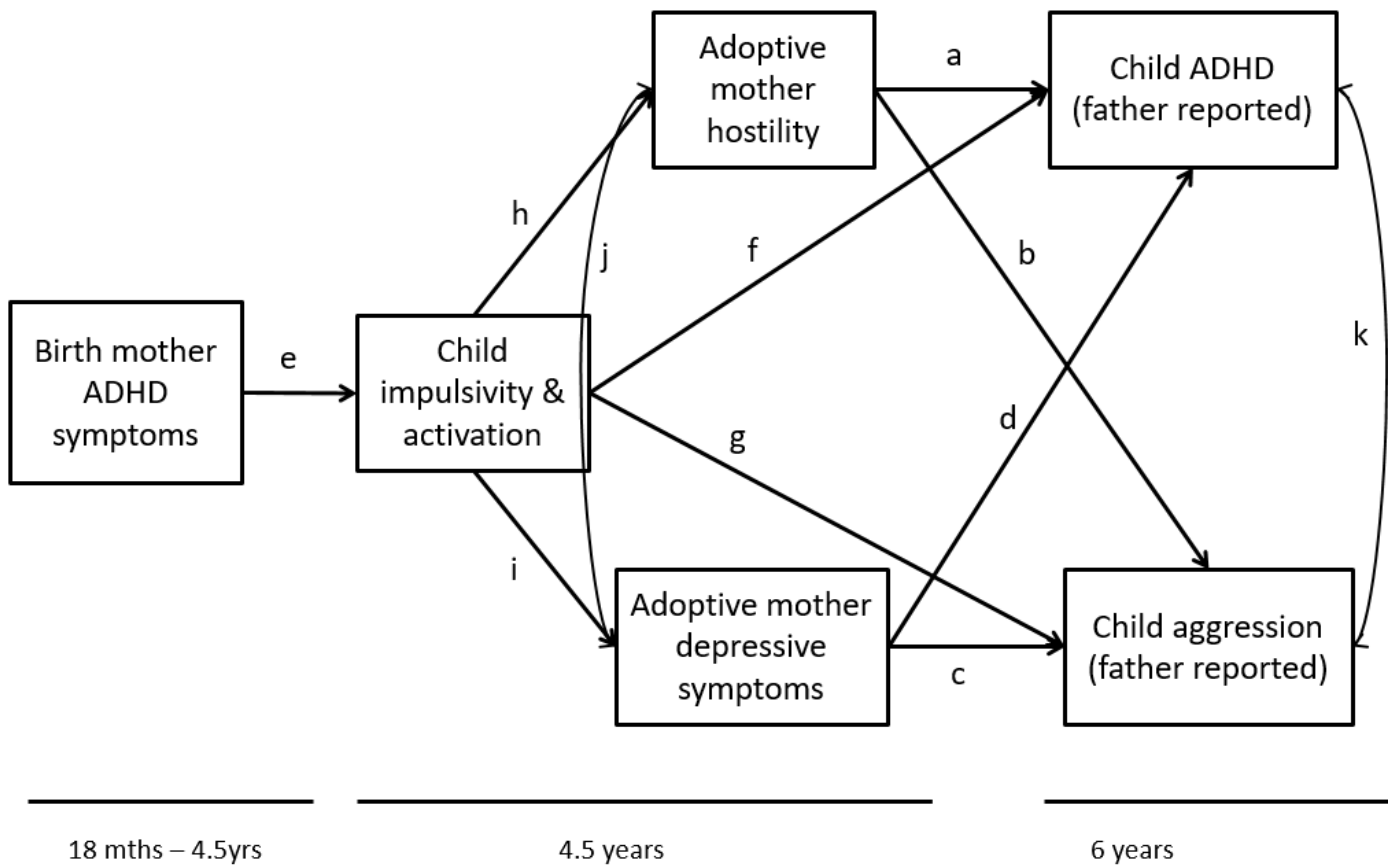 Adoptive
mother
hostility
a
Child ADHD
(father reported)
h
j
f
b
k
Birth mother
ADHD
symptoms
e
Child
impulsivity &
activation
d
g
i
Adoptive mother
depressive
symptoms
c
Child aggression
(father reported)
18 mths – 4.5yrs
4.5 years
6 years